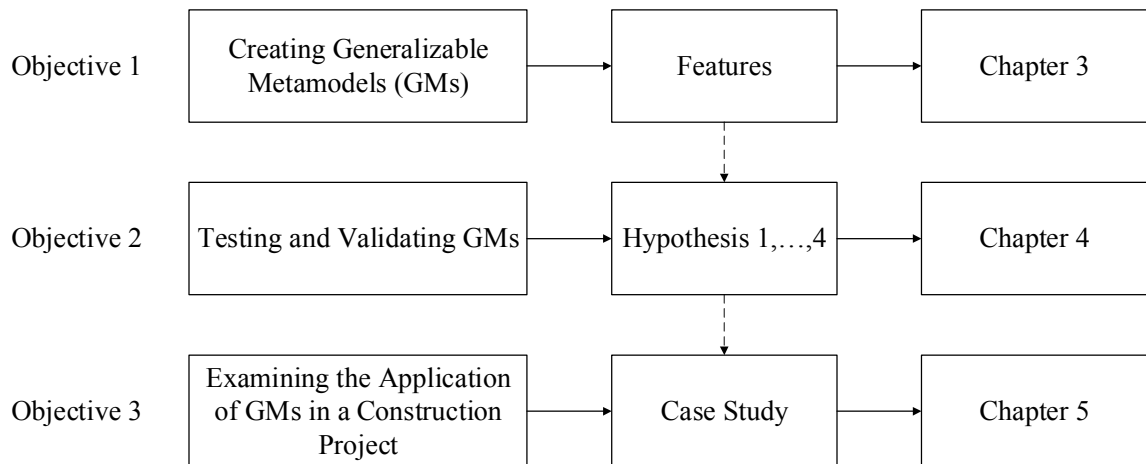 Objective 1
Creating Generalizable
Metamodels (GMs)
Features
Chapter 3
Objective 2
Testing and Validating GMs
Hypothesis 1,…,4
Chapter 4
Objective 3
Examining the Application
of GMs in a Construction
Project
Case Study
Chapter 5